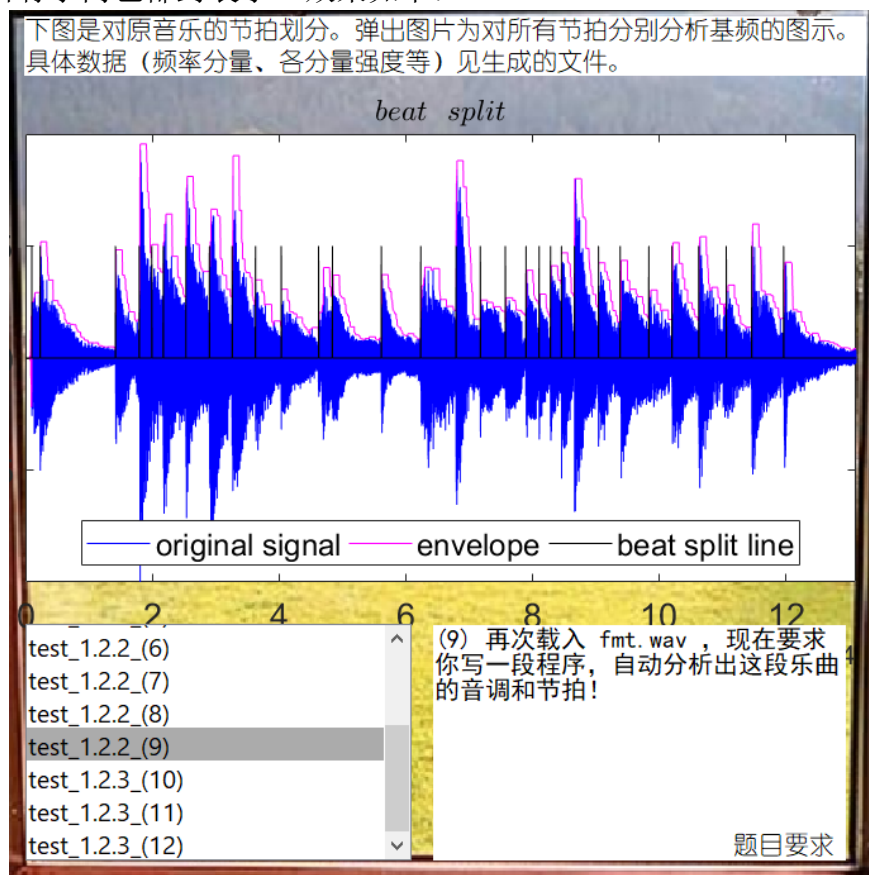 下图是对原音乐的节拍划分。弹出图片为对所有节拍分别分析基频的图示。
具体数据（频率分量、各分量强度等）见生成的文件。
beat split
original signal
envelope
beat split line
0 2 4 6 8 10 12
test_1.2.2_(6)
test_1.2.2_(7)
test_1.2.2_(8)
test_1.2.2_(9)
test_1.2.3_(10)
test_1.2.3_(11)
test_1.2.3_(12)
(9) 再次载入 fmt.wav ，现在要求
你写一段程序，自动分析出这段乐曲
的音调和节拍！
题目要求